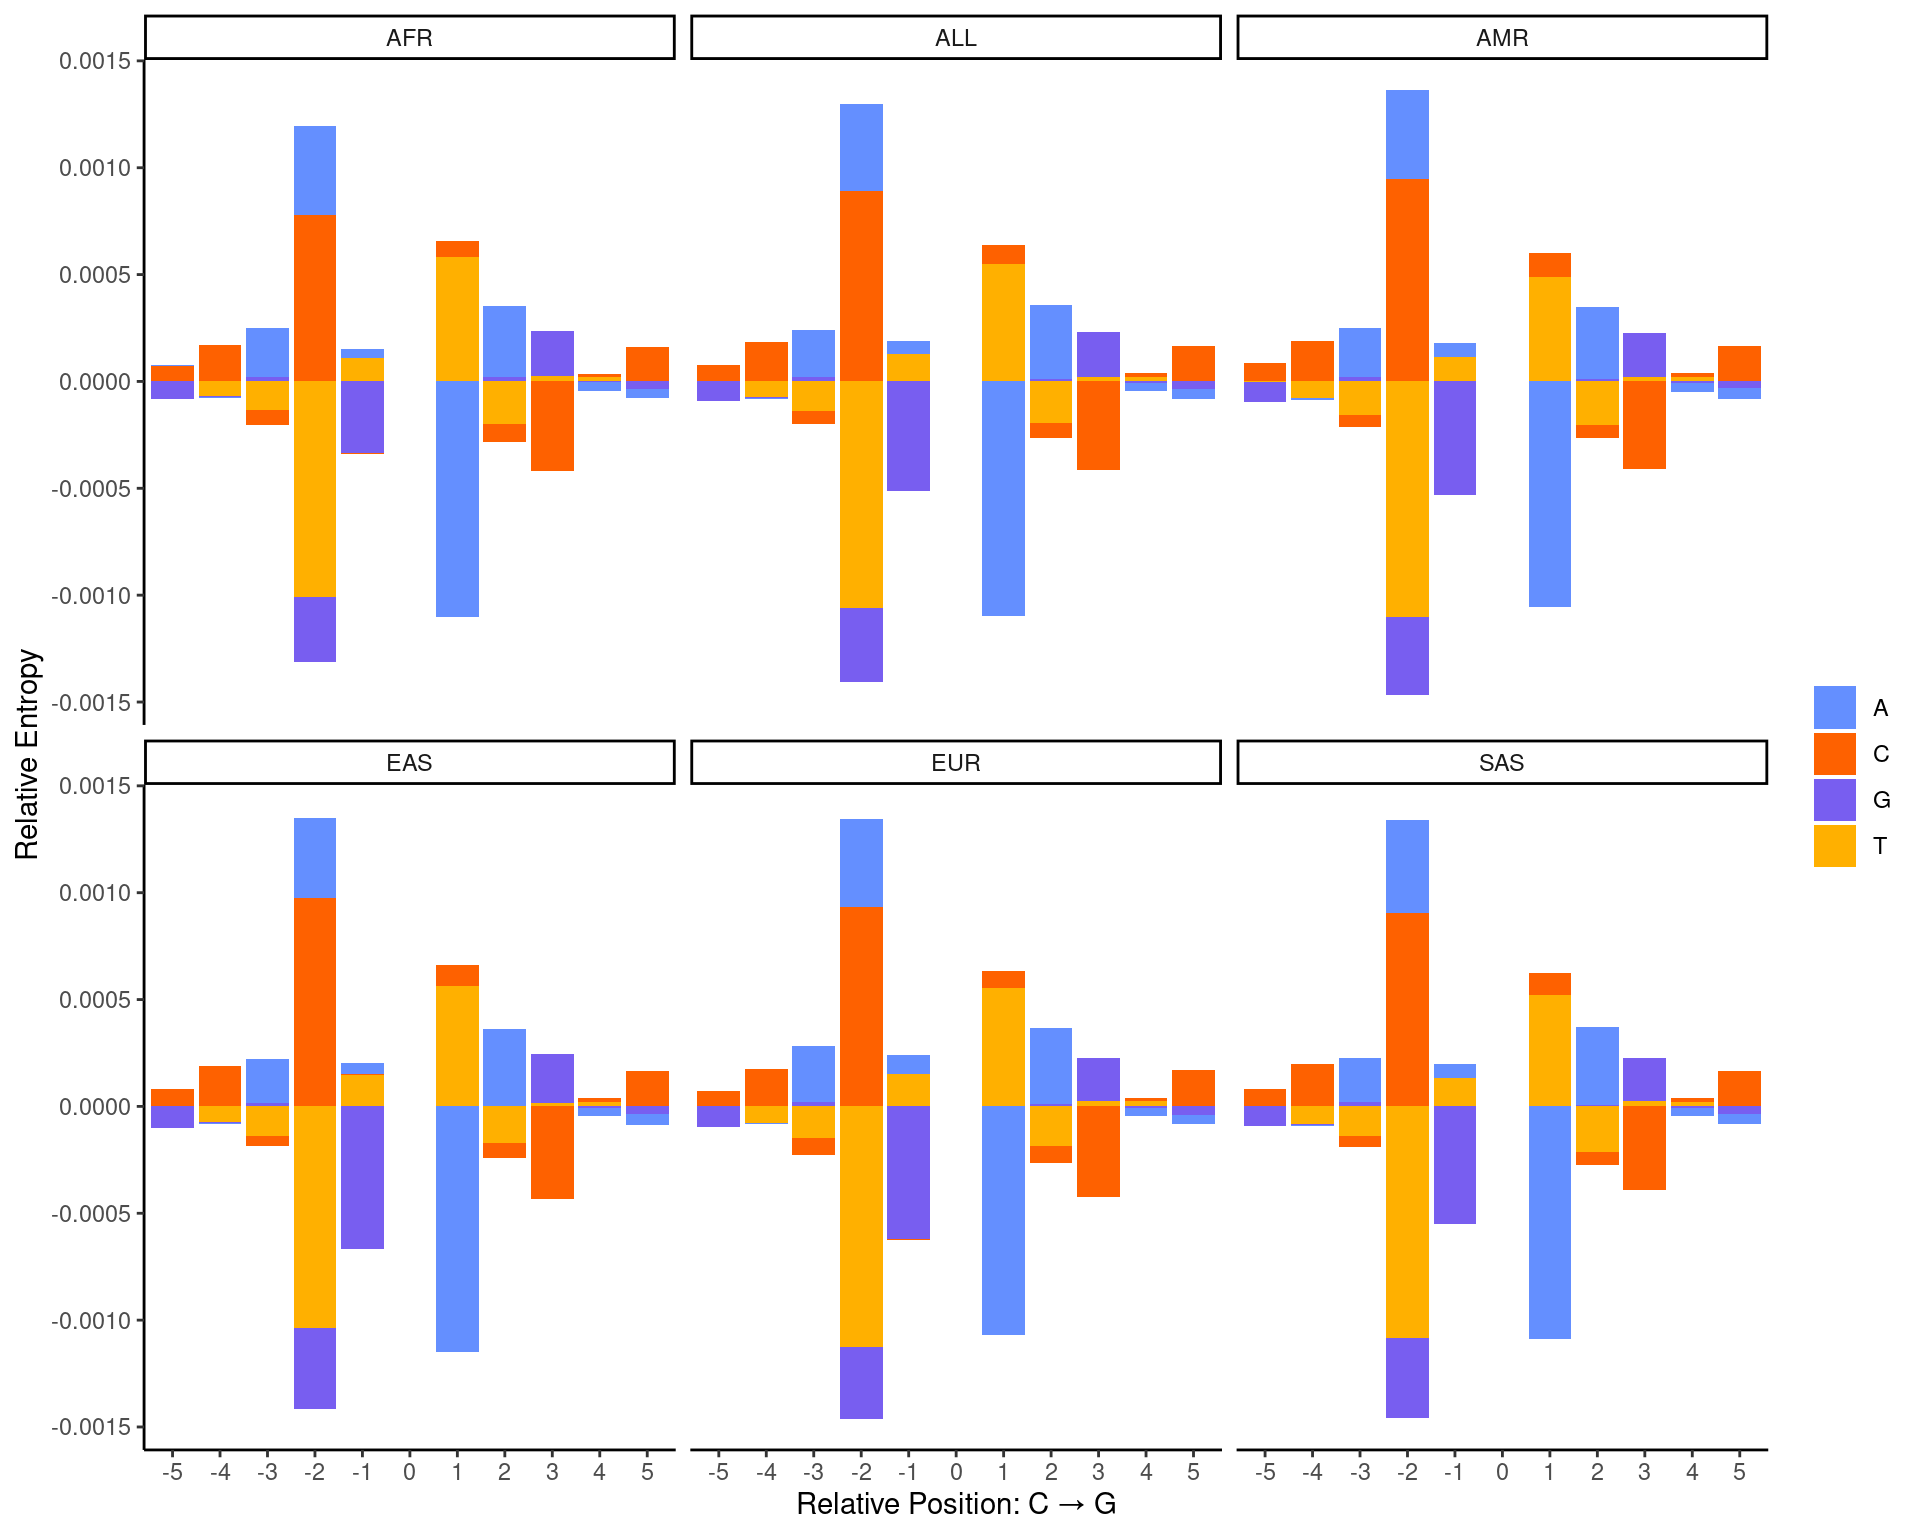 AFR ALL AMR
0.0015
0.0010
0.0005
0.0000
-0.0005
-0.0010
-0.0015
Relative Entropy
A
C
G
T
EAS EUR SAS
0.0015
0.0010
0.0005
0.0000
-0.0005
-0.0010
-0.0015
-5 -4 -3 -2 -1 0 1 2 3 4 5 -5 -4 -3 -2 -1 0 1 2 3 4 5 -5 -4 -3 -2 -1 0 1 2 3 4 5
Relative Position: C → G